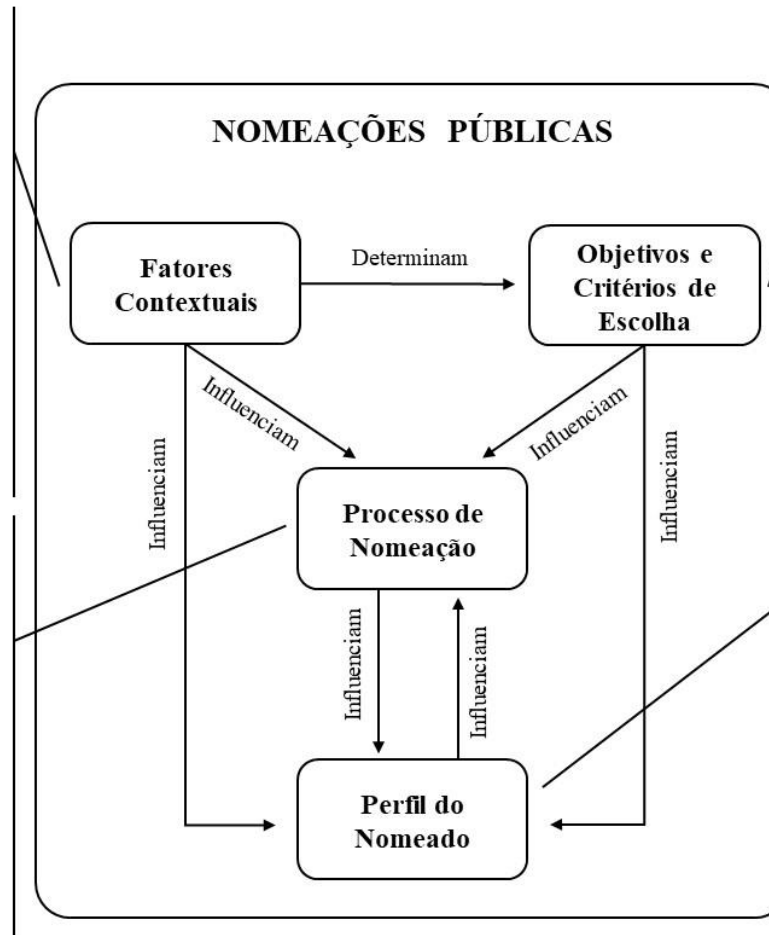 NOMEAÇÕES PÚBLICAS
Fatores
Contextuais
Determinam
Objetivos e
Critérios de
Escolha
Influenciam
Influenciam
Influenciam
Influenciam
Processo de
Nomeação
Influenciam
Influenciam
Perfil do
Nomeado